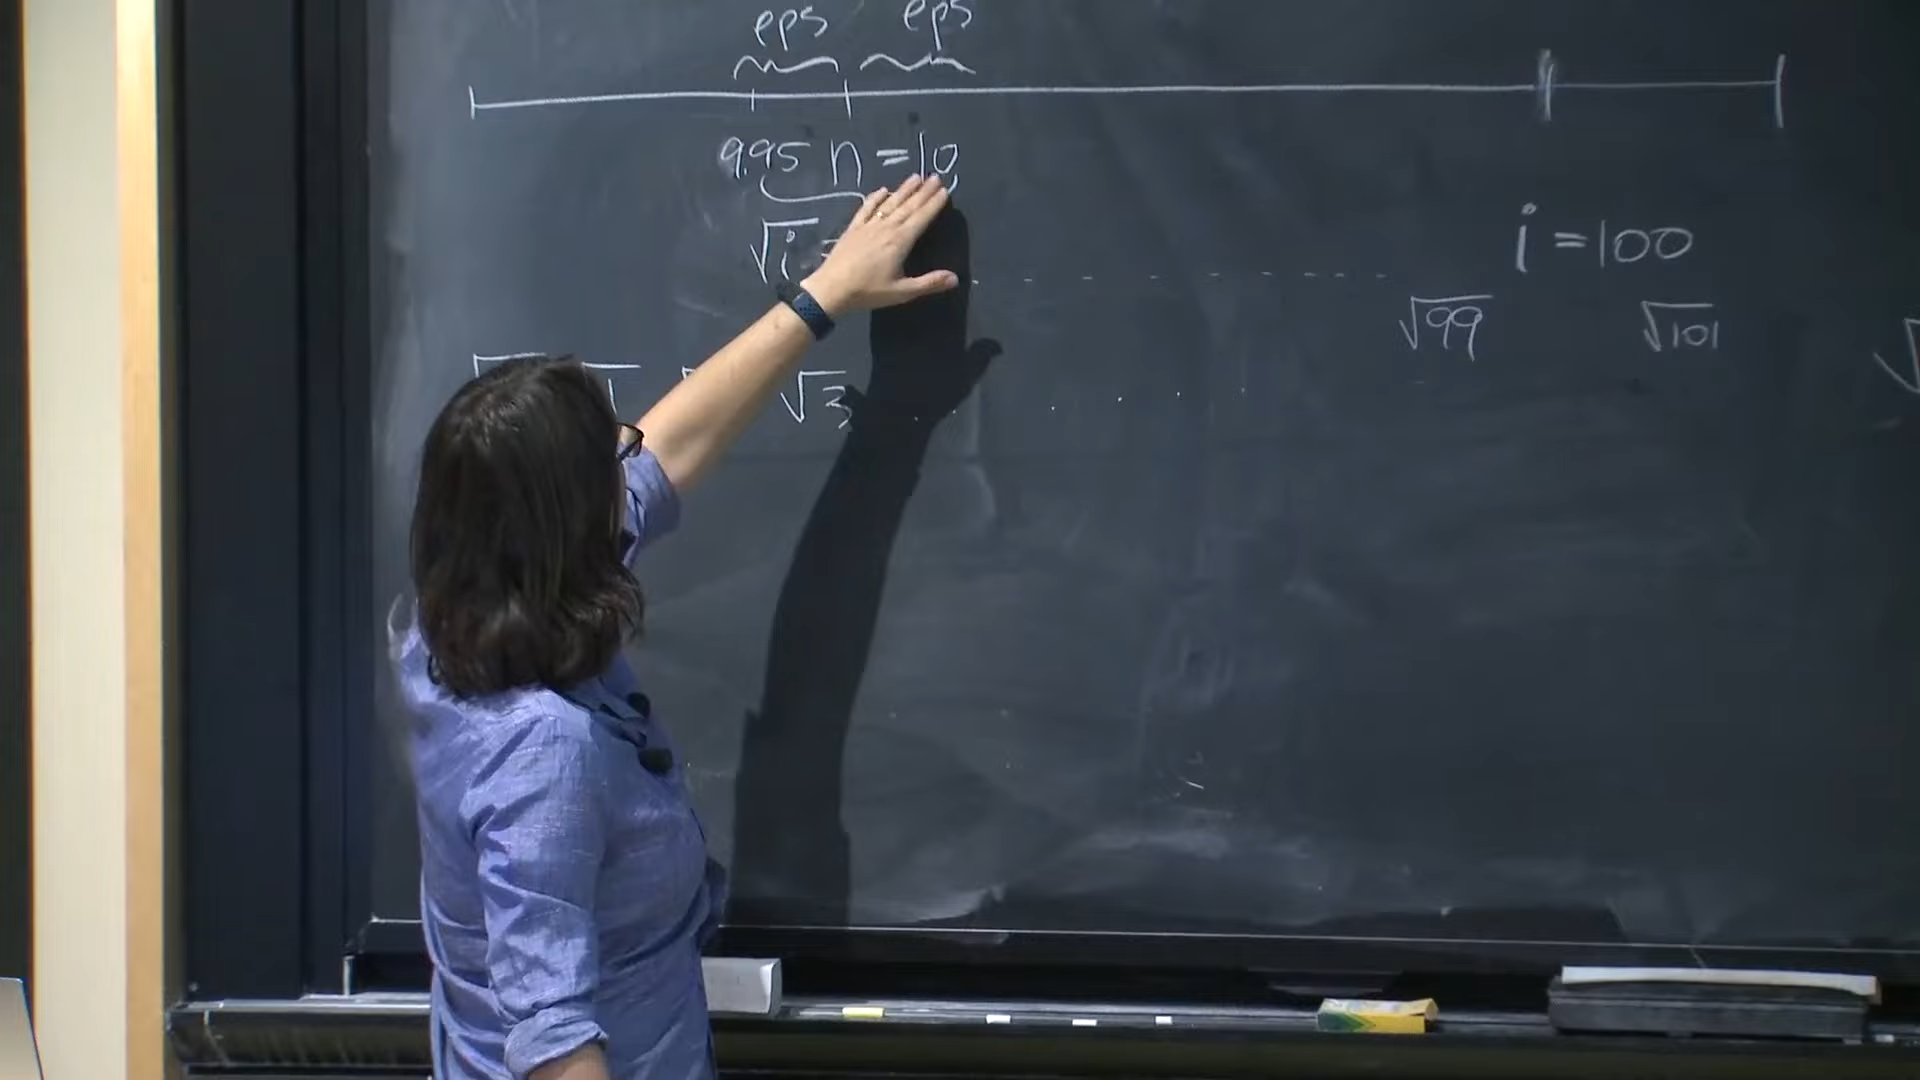 eps eps
9.95 n = 10
√i
i = 100
√99 √101
√3